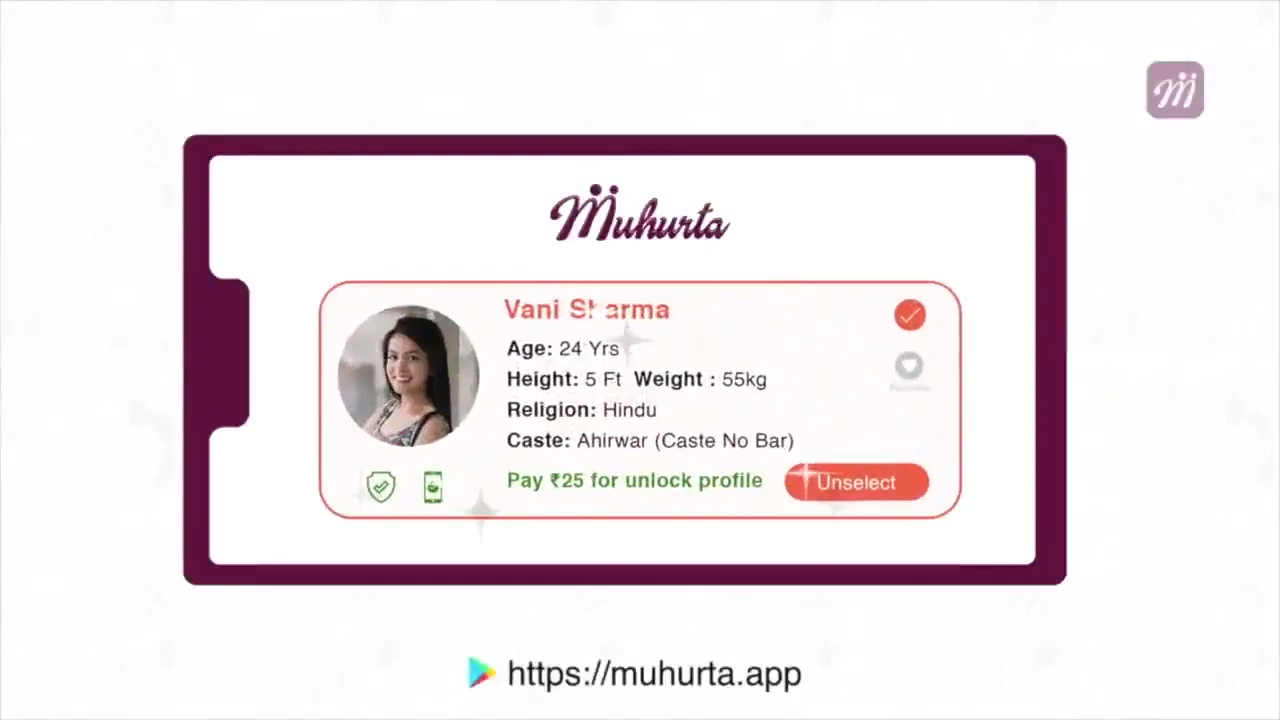 Muhurta
Vani Sharma
Age: 24 Yrs
Height: 5 Ft Weight : 55kg
Religion: Hindu
Caste: Ahirwar (Caste No Bar)
Pay ₹25 for unlock profile
Unselect
https://muhurta.app